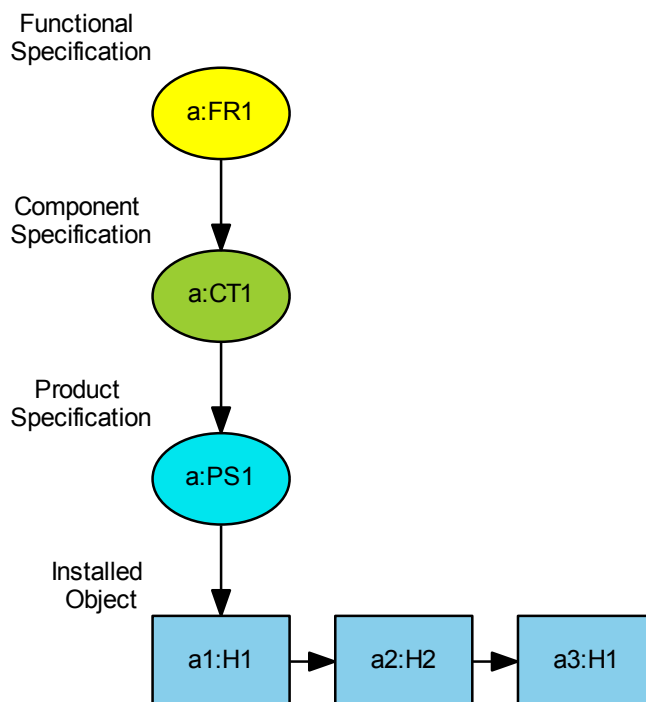 Functional
Specification
a:FR1
Component
Specification
a:CT1
Product
Specification
a:PS1
Installed
Object
a1:H1
a2:H2
a3:H1